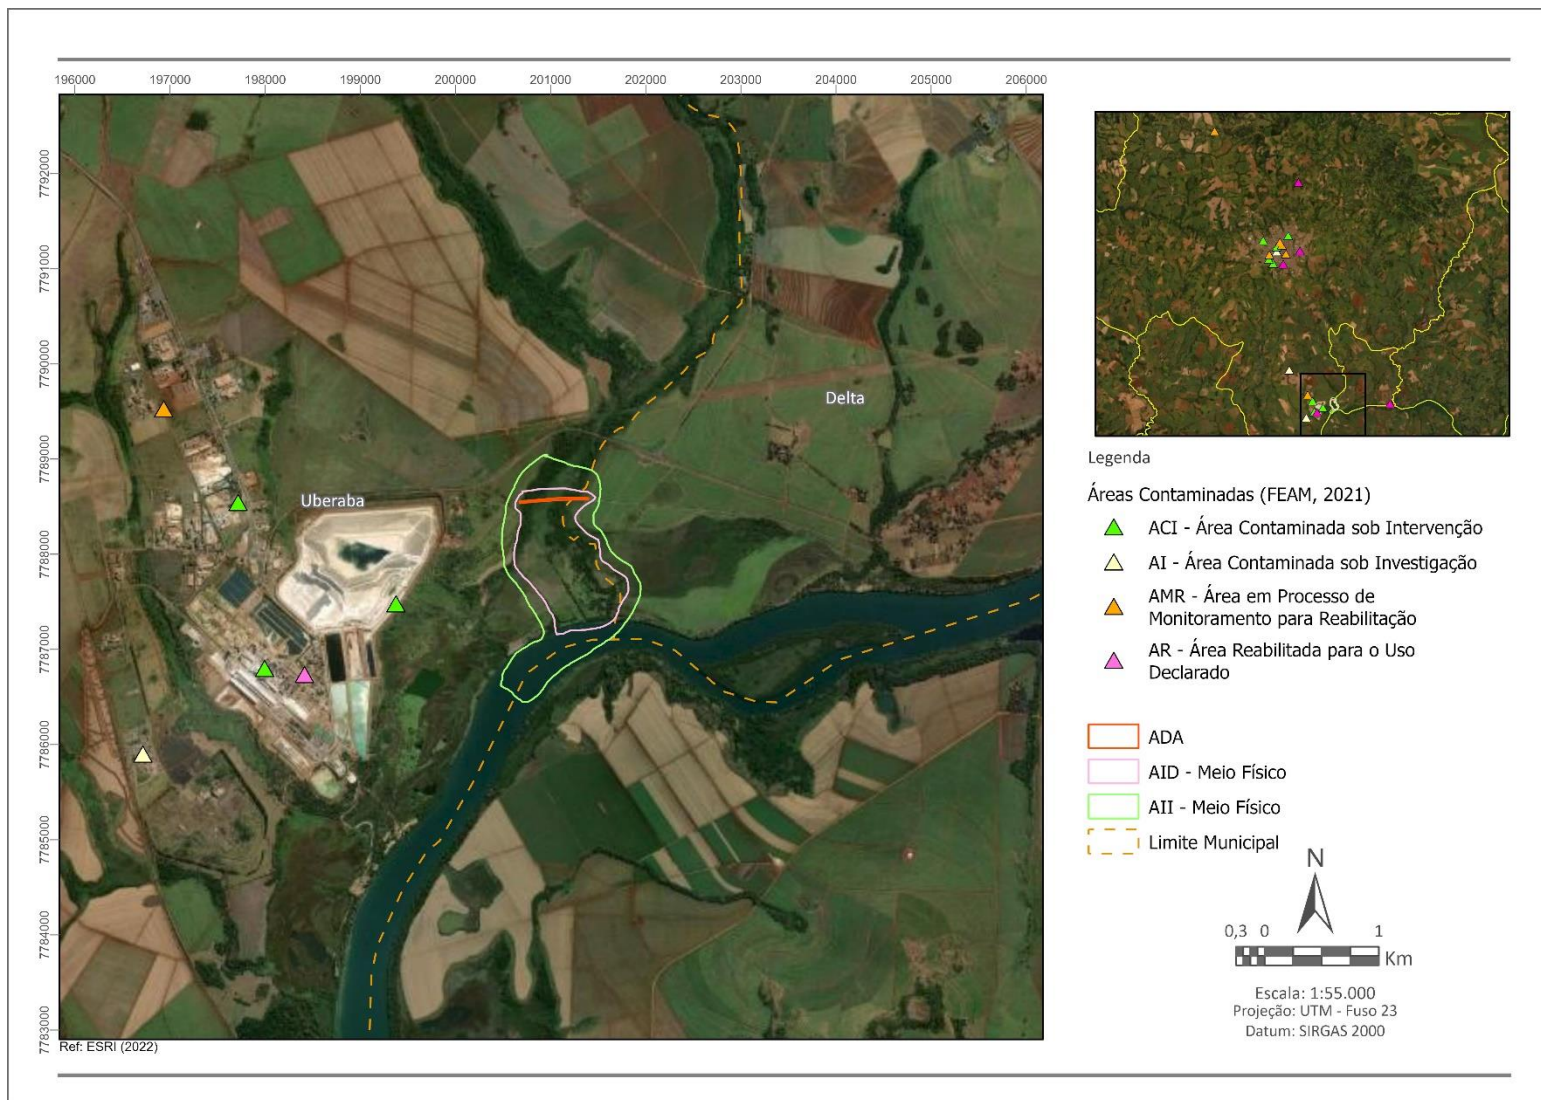 196000 197000 198000 199000 200000 201000 202000 203000 204000 205000 206000
7792000
7791000
7790000
7789000
7788000
7787000
7786000
7785000
7784000
7783000
Delta
Uberaba
Ref: ESRI (2022)
Legenda
Áreas Contaminadas (FEAM, 2021)
ACI - Área Contaminada sob Intervenção
AI - Área Contaminada sob Investigação
AMR - Área em Processo de
Monitoramento para Reabilitação
AR - Área Reabilitada para o Uso
Declarado
ADA
AID - Meio Físico
AII - Meio Físico
Limite Municipal
N
0,3 0 1
Km
Escala: 1:55.000
Projeção: UTM - Fuso 23
Datum: SIRGAS 2000